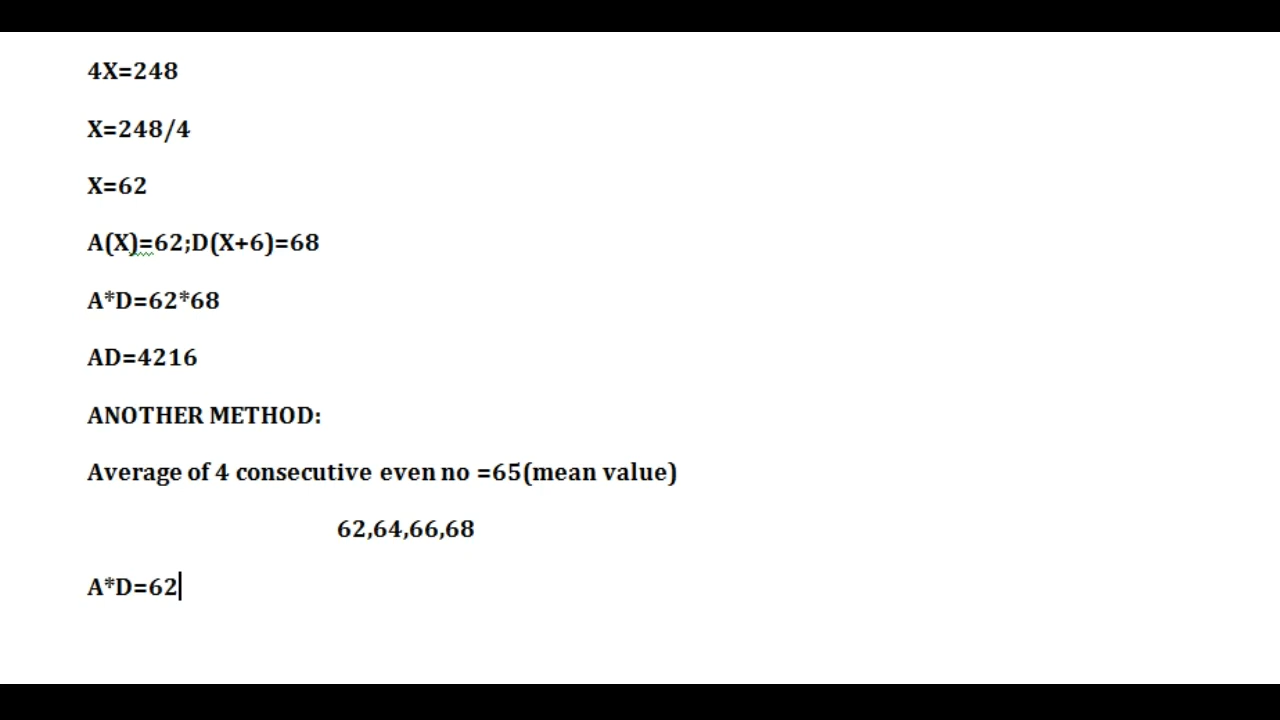 4X=248
X=248/4
X=62
A(X)=62;D(X+6)=68
A*D=62*68
AD=4216
ANOTHER METHOD:
Average of 4 consecutive even no =65(mean value)
62,64,66,68
A*D=62